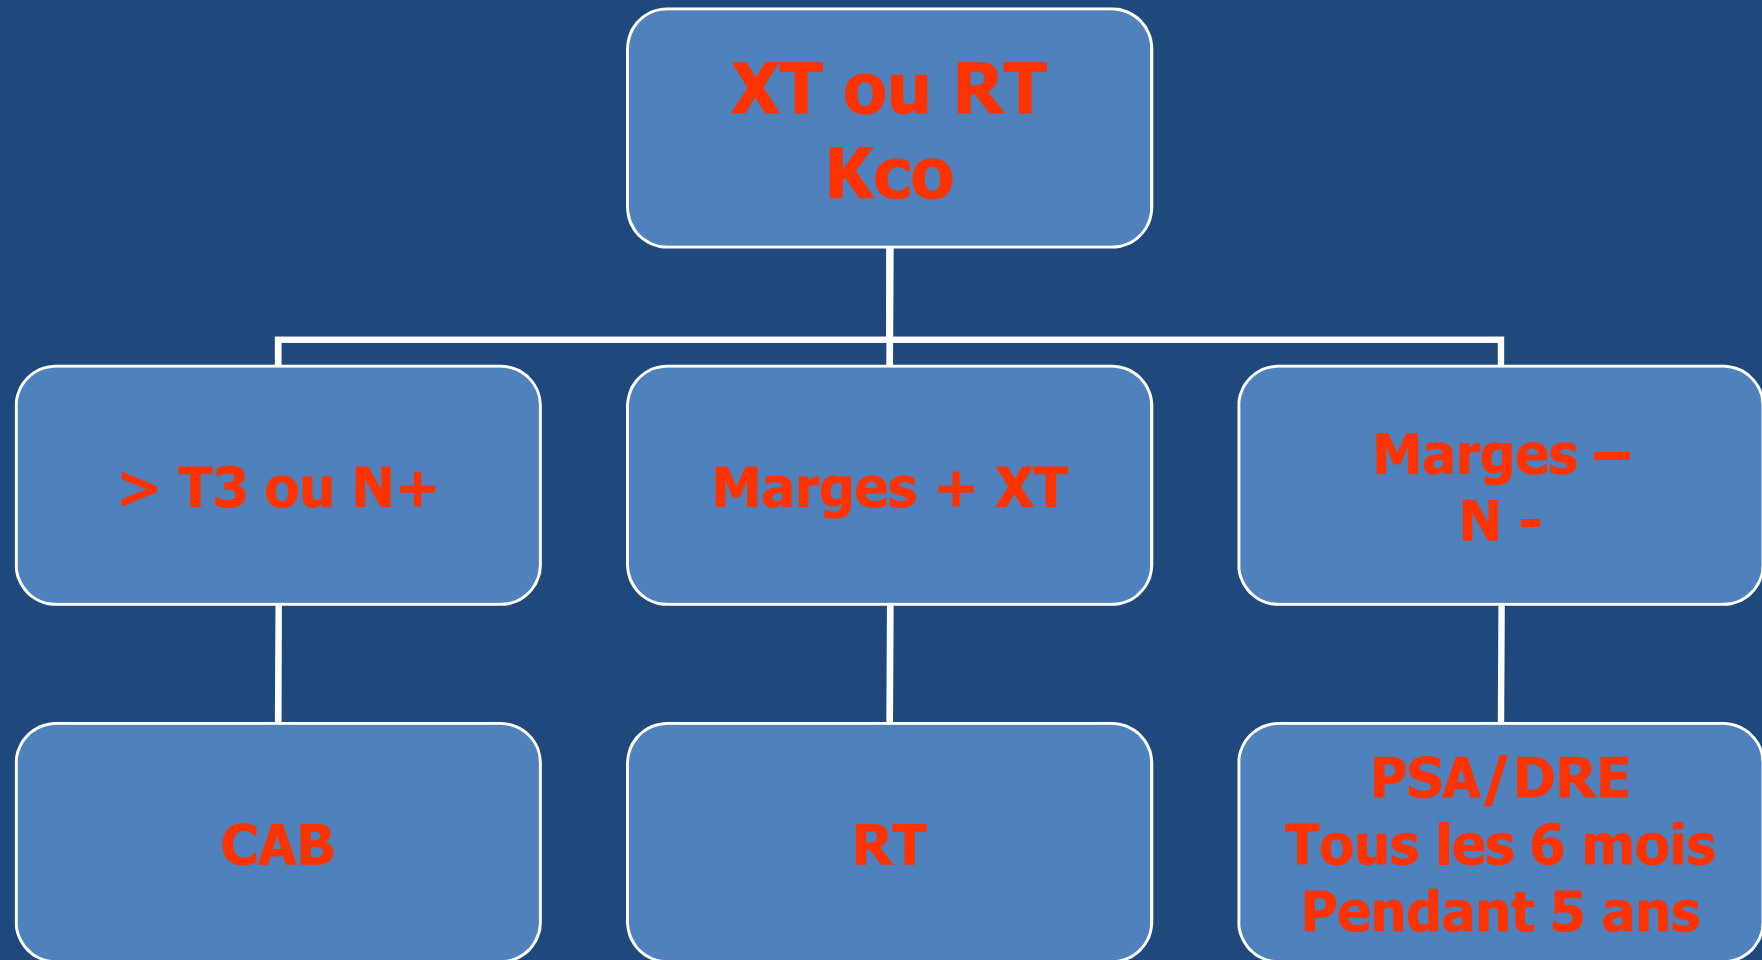 XT ou RT
Kco
> T3 ou N+
Marges + XT
Marges –
N -
CAB
RT
PSA/DRE
Tous les 6 mois
Pendant 5 ans